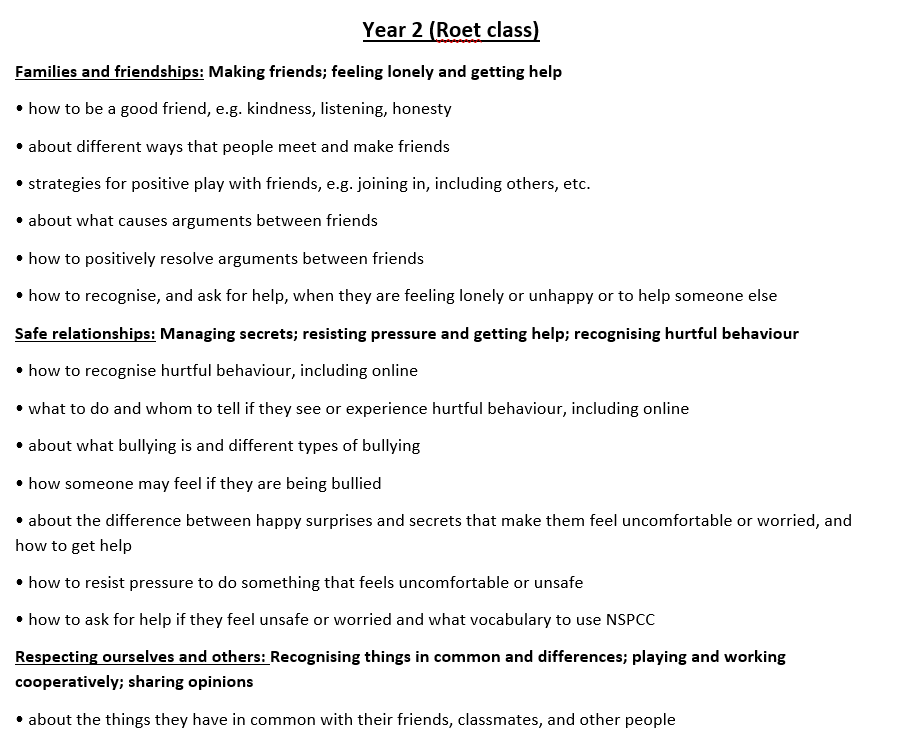 Year 2 (Roet class)
Families and friendships: Making friends; feeling lonely and getting help
• how to be a good friend, e.g. kindness, listening, honesty
• about different ways that people meet and make friends
• strategies for positive play with friends, e.g. joining in, including others, etc.
• about what causes arguments between friends
• how to positively resolve arguments between friends
• how to recognise, and ask for help, when they are feeling lonely or unhappy or to help someone else
Safe relationships: Managing secrets; resisting pressure and getting help; recognising hurtful behaviour
• how to recognise hurtful behaviour, including online
• what to do and whom to tell if they see or experience hurtful behaviour, including online
• about what bullying is and different types of bullying
• how someone may feel if they are being bullied
• about the difference between happy surprises and secrets that make them feel uncomfortable or worried, and
how to get help
• how to resist pressure to do something that feels uncomfortable or unsafe
• how to ask for help if they feel unsafe or worried and what vocabulary to use NSPCC
Respecting ourselves and others: Recognising things in common and differences; playing and working
cooperatively; sharing opinions
• about the things they have in common with their friends, classmates, and other people